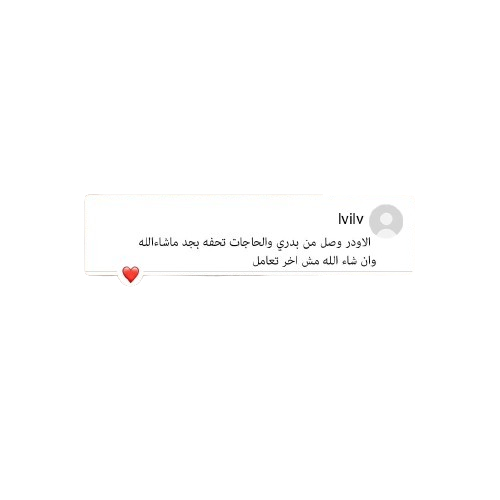 lvilv
الاودر وصل من بدري والحاجات تحفه بجد ماشاءالله
وان شاء الله مش اخر تعامل